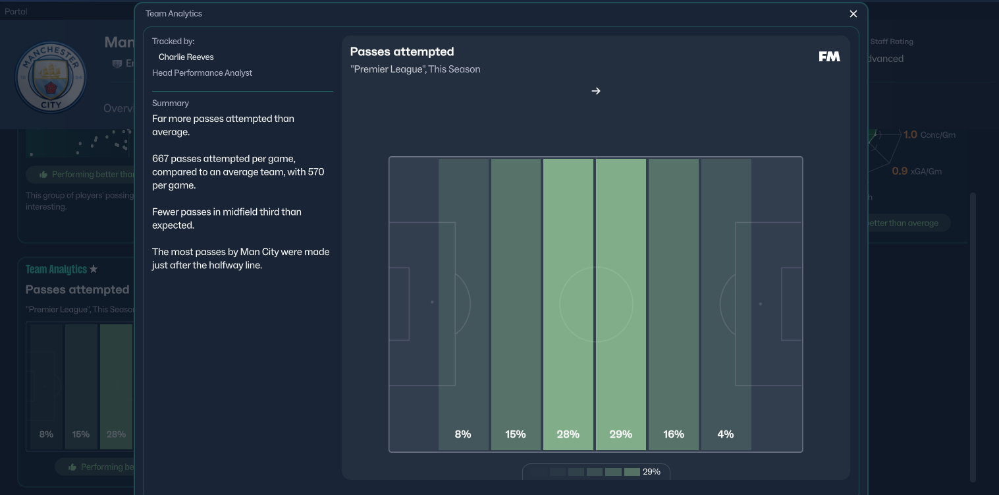 Portal
Team Analytics
Man
Staff Rating
MANCHESTER
18 94
CITY
Tracked by:
Charlie Reeves
Head Performance Analyst
Passes attempted
"Premier League", This Season
FM
Summary
Far more passes attempted than
average.
667 passes attempted per game,
compared to an average team, with 570
per game.
Fewer passes in midfield third than
expected.
The most passes by Man City were made
just after the halfway line.
8% 15% 28% 29% 16% 4%
29%
1.0 Conc/Gm
0.9 xGA/Gm
better than average
Performing better than
This group of players' passing
interesting.
Team Analytics
Passes attempted
"Premier League", This Season
8% 15% 28%
Performing be